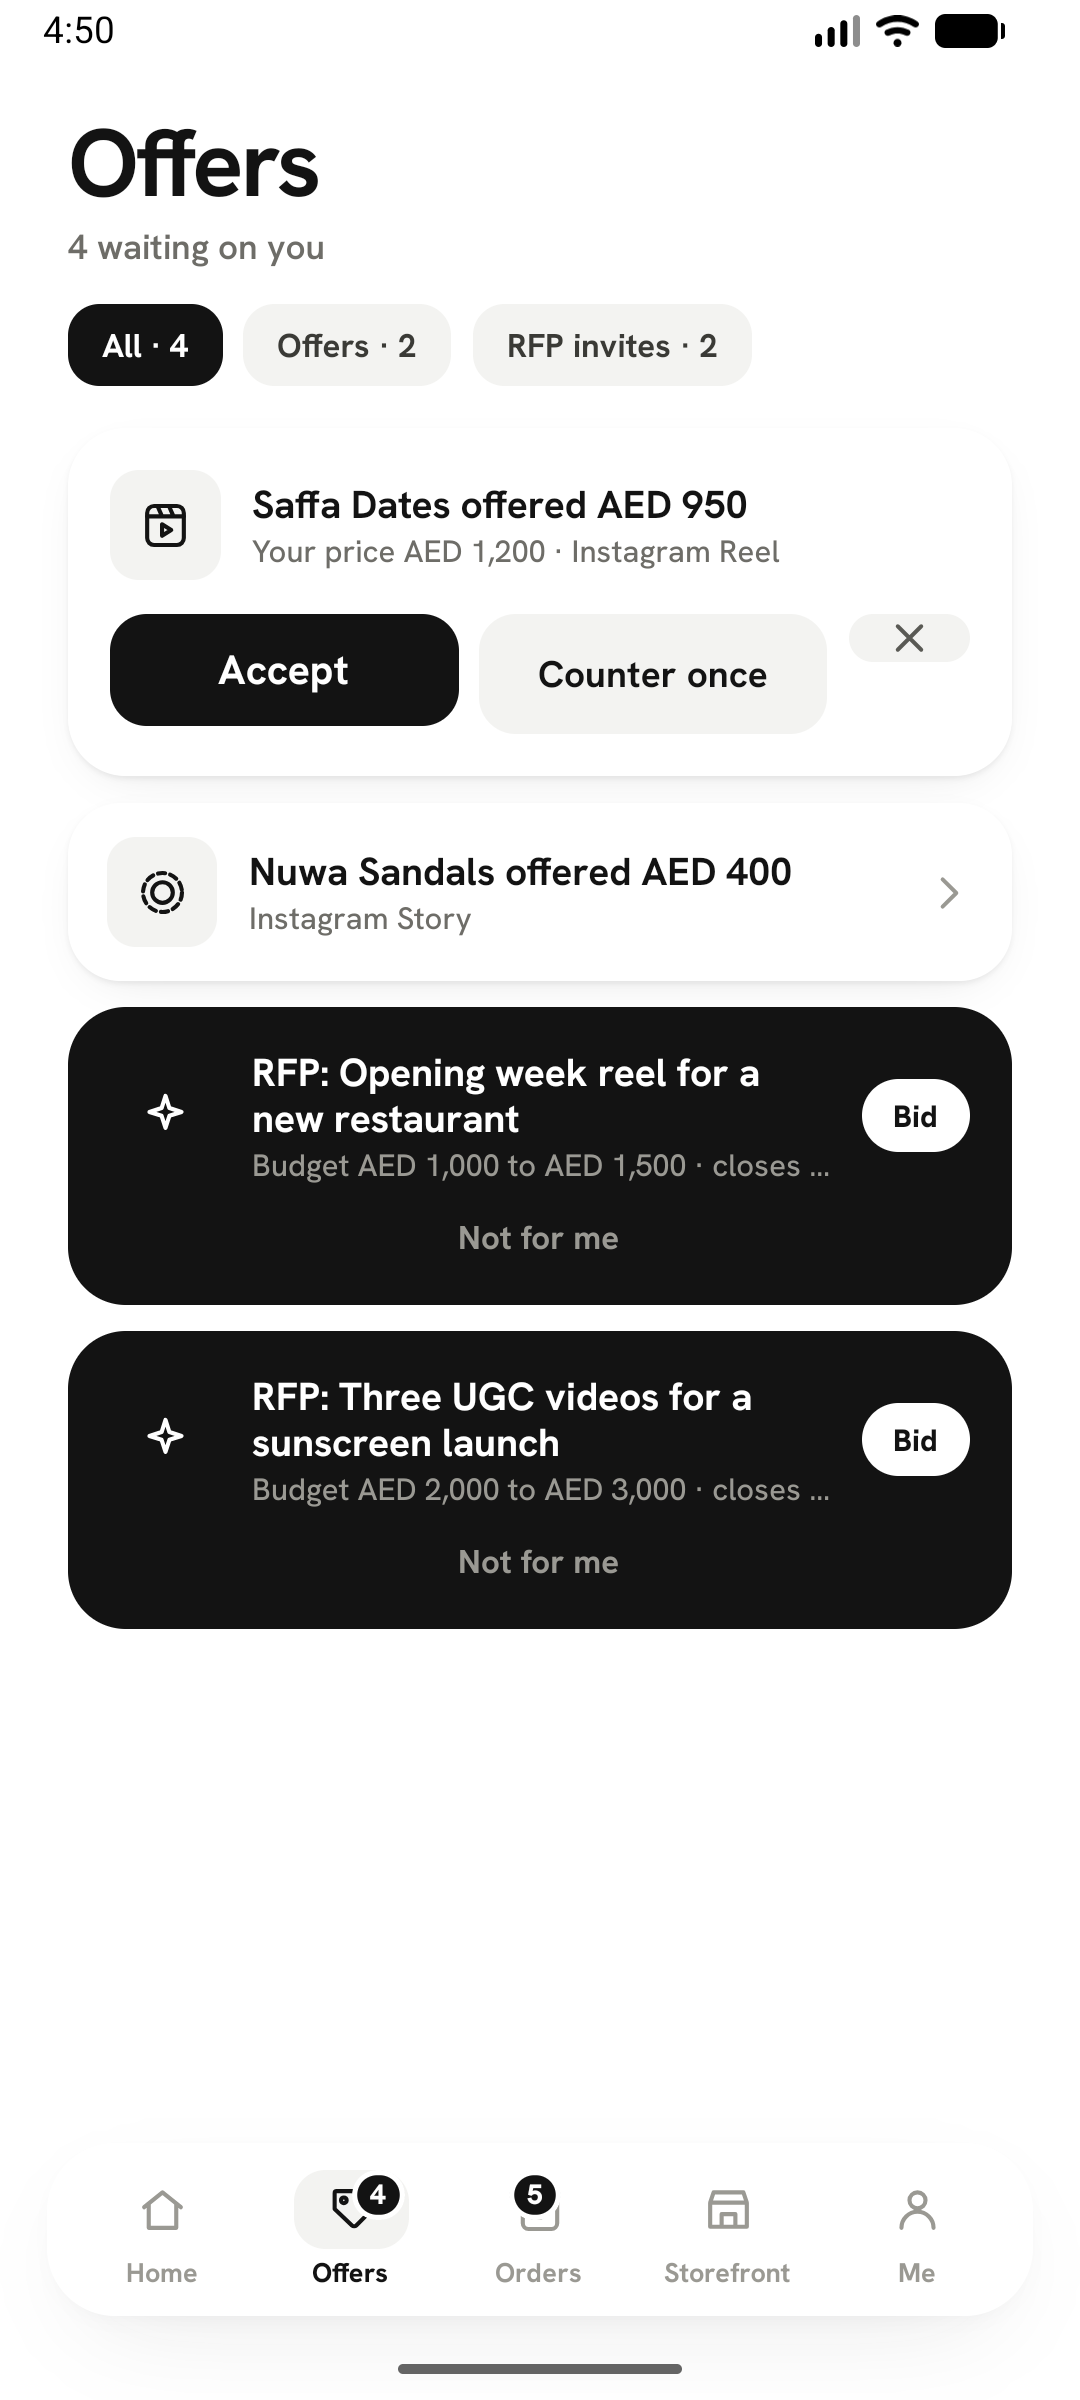 4:50
Offers
4 waiting on you
All · 4
Offers · 2
RFP invites · 2
Saffa Dates offered AED 950
Your price AED 1,200 · Instagram Reel
Accept
Counter once
Nuwa Sandals offered AED 400
Instagram Story
RFP: Opening week reel for a
new restaurant
Budget AED 1,000 to AED 1,500 · closes ...
Bid
Not for me
RFP: Three UGC videos for a
sunscreen launch
Budget AED 2,000 to AED 3,000 · closes ...
Bid
Not for me
4
5
Home
Offers
Orders
Storefront
Me